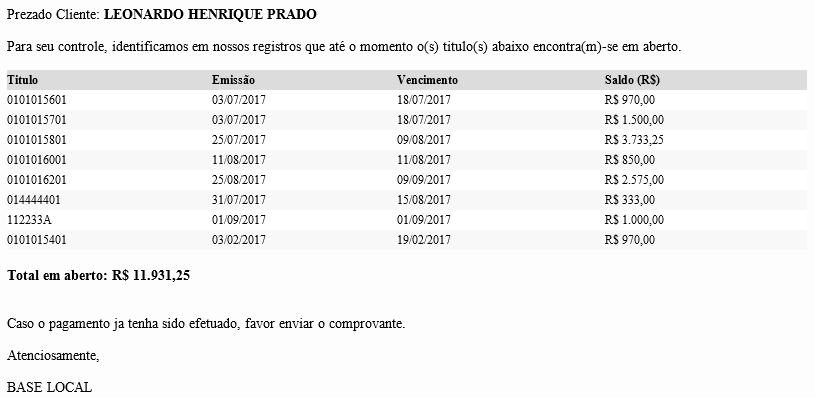 Prezado Cliente: LEONARDO HENRIQUE PRADO
Para seu controle, identificamos em nossos registros que até o momento o(s) titulo(s) abaixo encontra(m)-se em aberto.
Titulo Emissão Vencimento Saldo (R$)
0101015601 03/07/2017 18/07/2017 R$ 970,00
0101015701 03/07/2017 18/07/2017 R$ 1.500,00
0101015801 25/07/2017 09/08/2017 R$ 3.733,25
0101016001 11/08/2017 11/08/2017 R$ 850,00
0101016201 25/08/2017 09/09/2017 R$ 2.575,00
014444401 31/07/2017 15/08/2017 R$ 333,00
112233A 01/09/2017 01/09/2017 R$ 1.000,00
0101015401 03/02/2017 19/02/2017 R$ 970,00
Total em aberto: R$ 11.931,25
Caso o pagamento ja tenha sido efetuado, favor enviar o comprovante.
Atenciosamente,
BASE LOCAL